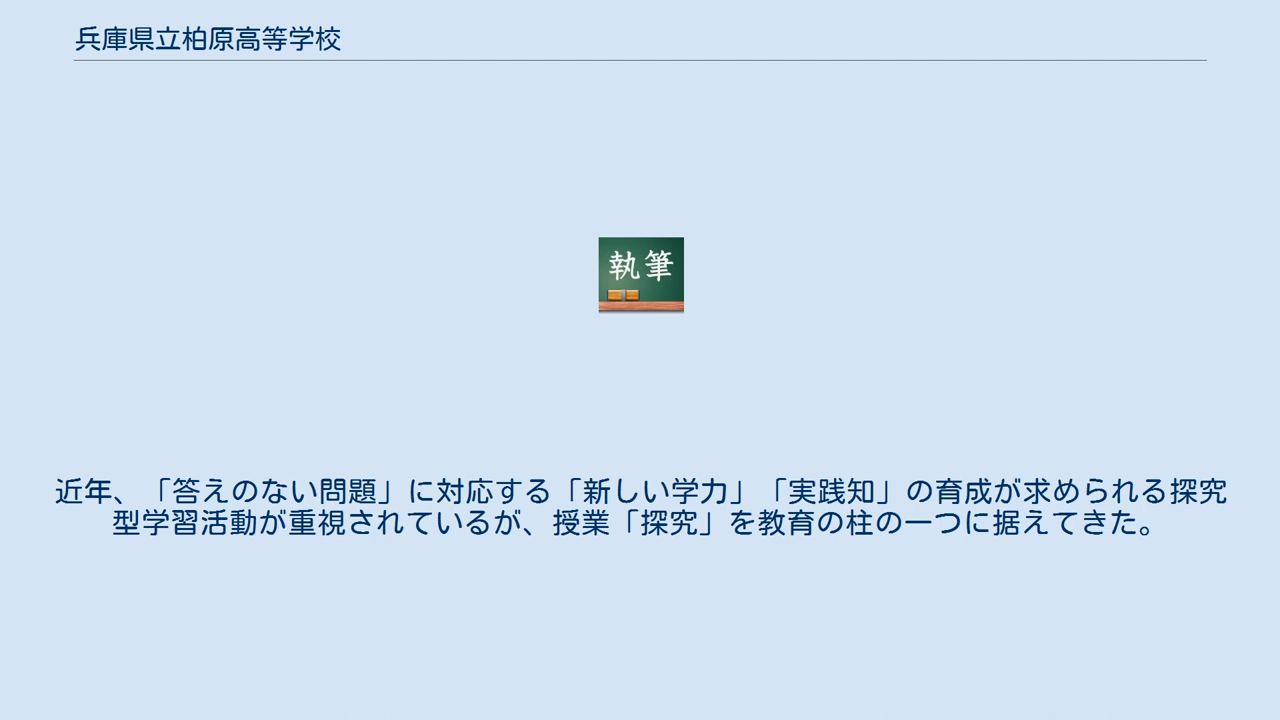 兵庫県立柏原高等学校
執筆
近年、「答えのない問題」に対応する「新しい学力」「実践知」の育成が求められる探究
型学習活動が重視されているが、授業「探究」を教育の柱の一つに据えてきた。